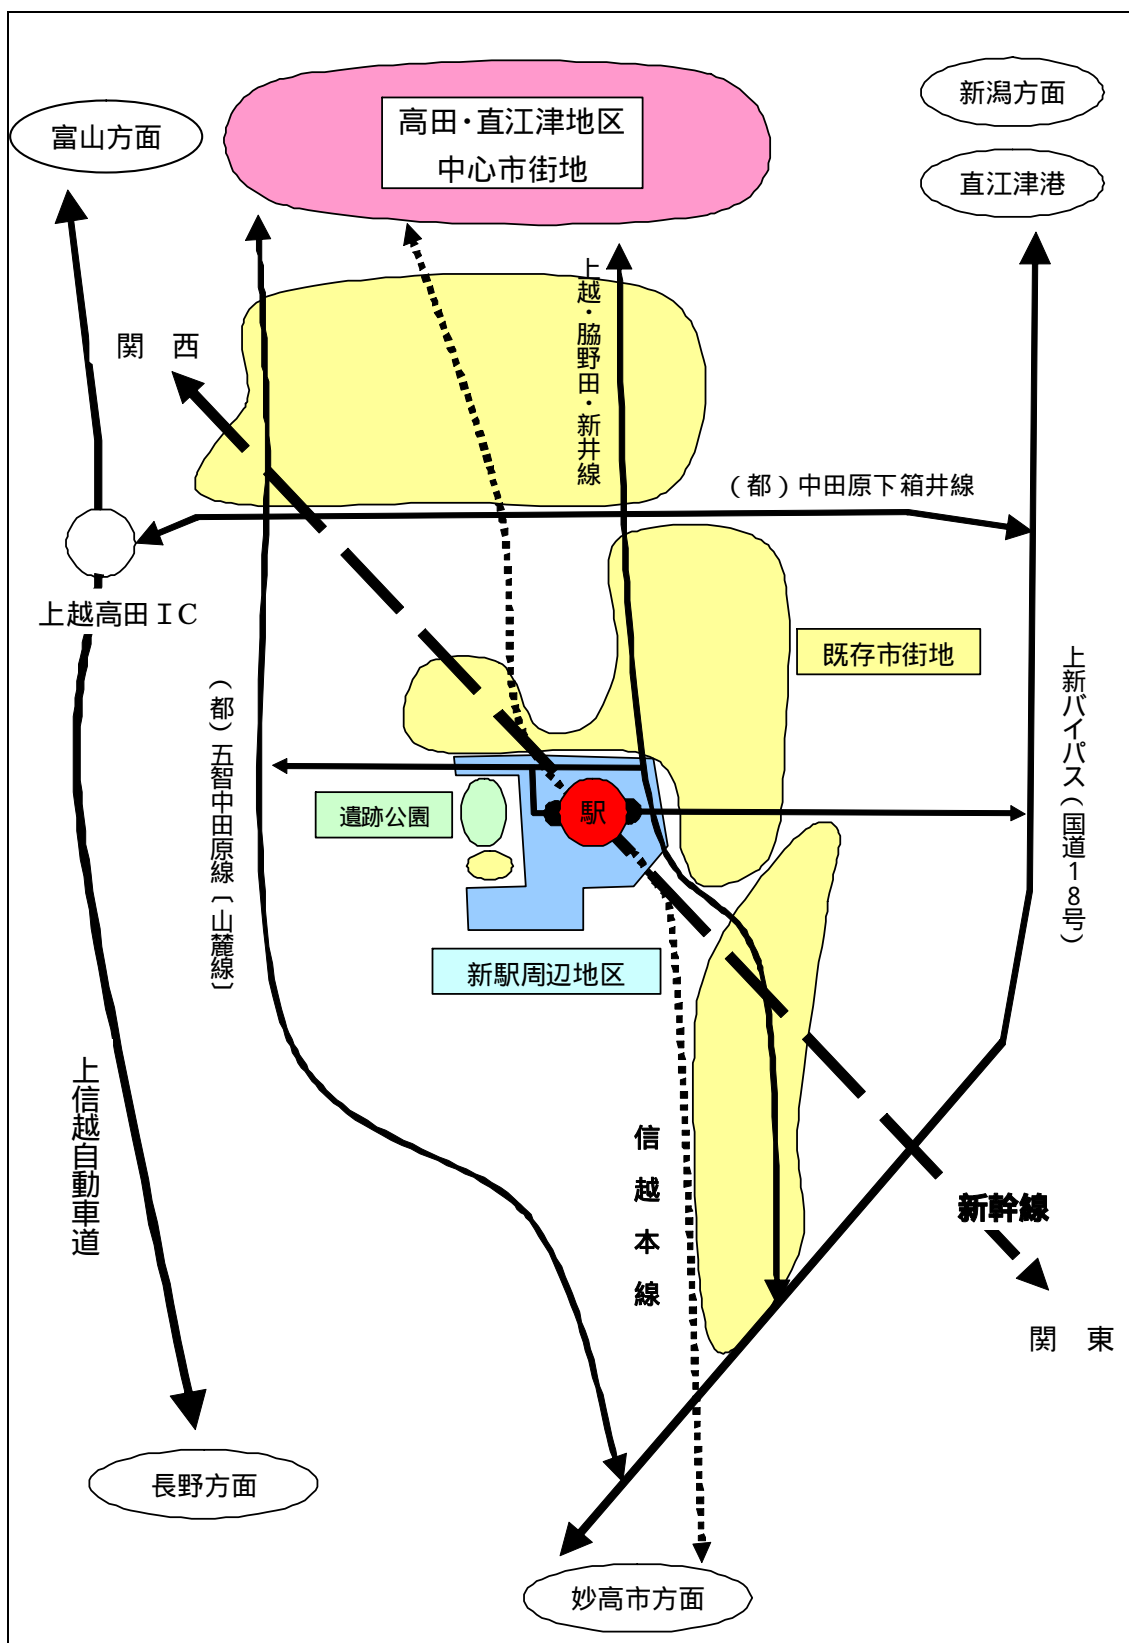 新潟方面
高田・直江津地区
中心市街地
富山方面
直江津港
上越・脇野田・新井線
関 西
(都)中田原下箱井線
上越高田IC
既存市街地
上新バイパス(国道18号)
(都)五智中田原線〔山麓線〕
遺跡公園
駅
新駅周辺地区
上信越自動車道
信越本線
新幹線
関 東
長野方面
妙高市方面